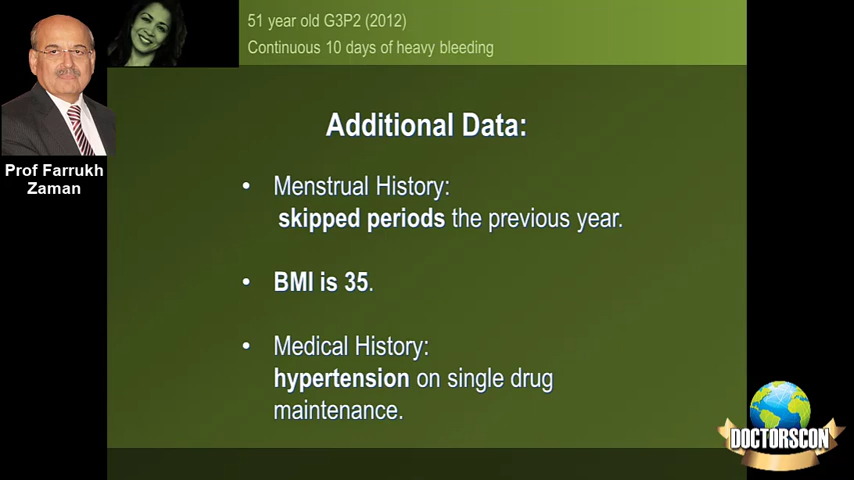 51 year old G3P2 (2012)
Continuous 10 days of heavy bleeding
Prof Farrukh
Zaman
Additional Data:
• Menstrual History:
skipped periods the previous year.
• BMI is 35.
• Medical History:
hypertension on single drug
maintenance.
DOCTORSCON